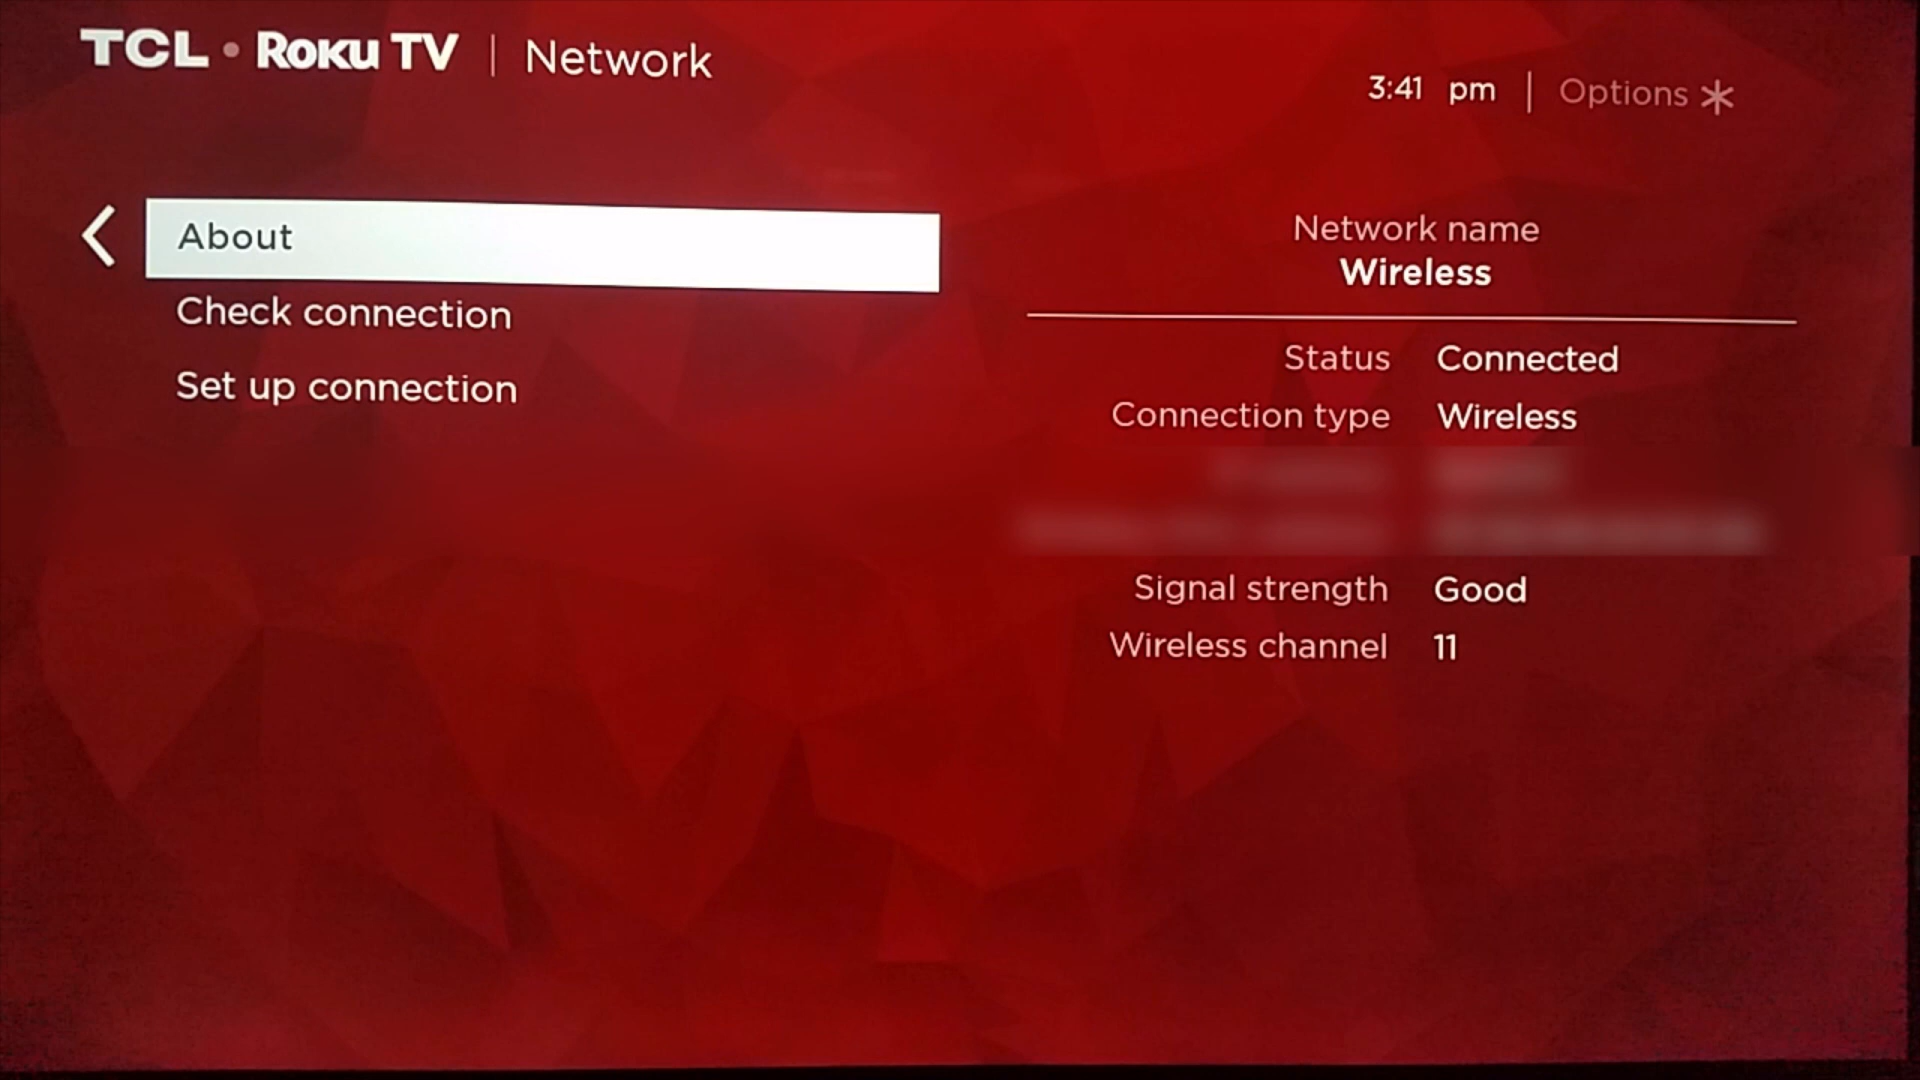 TCL • Roku TV | Network
3:41 pm | Options *
About
Check connection
Set up connection
Network name
Wireless
Status Connected
Connection type Wireless
Signal strength Good
Wireless channel 11